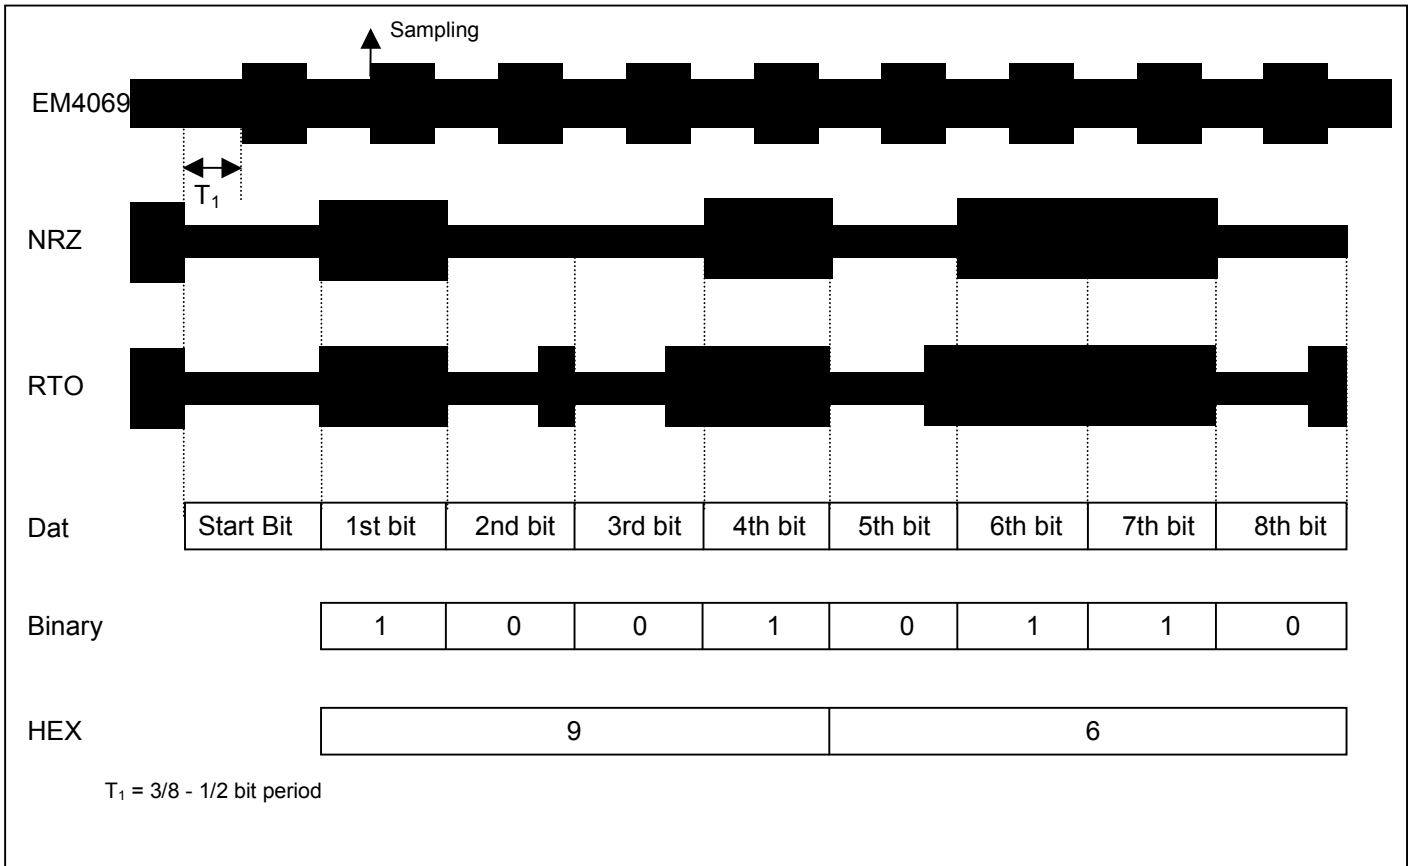 Sampling
EM4069
T₁
NRZ
RTO
Dat Start Bit 1st bit 2nd bit 3rd bit 4th bit 5th bit 6th bit 7th bit 8th bit
Binary 1 0 0 1 0 1 1 0
HEX 9 6
T₁ = 3/8 - 1/2 bit period